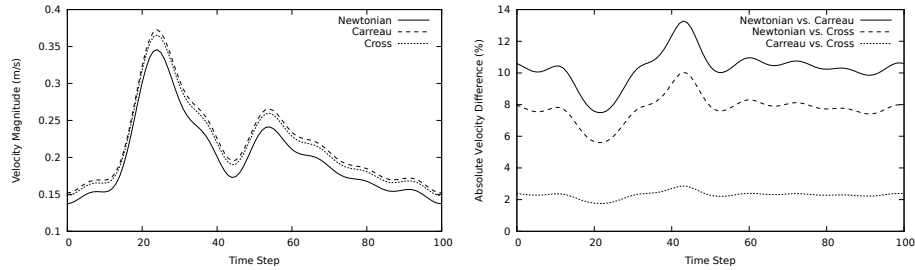 0.4
0.35
0.3
0.25
0.2
0.15
0.1
0
20
40
60
80
100
Velocity Magnitude (m/s)
Time Step
Newtonian
Carreau
Cross
14
12
10
8
6
4
2
0
0
20
40
60
80
100
Absolute Velocity Difference (%)
Time Step
Newtonian vs. Carreau
Newtonian vs. Cross
Carreau vs. Cross